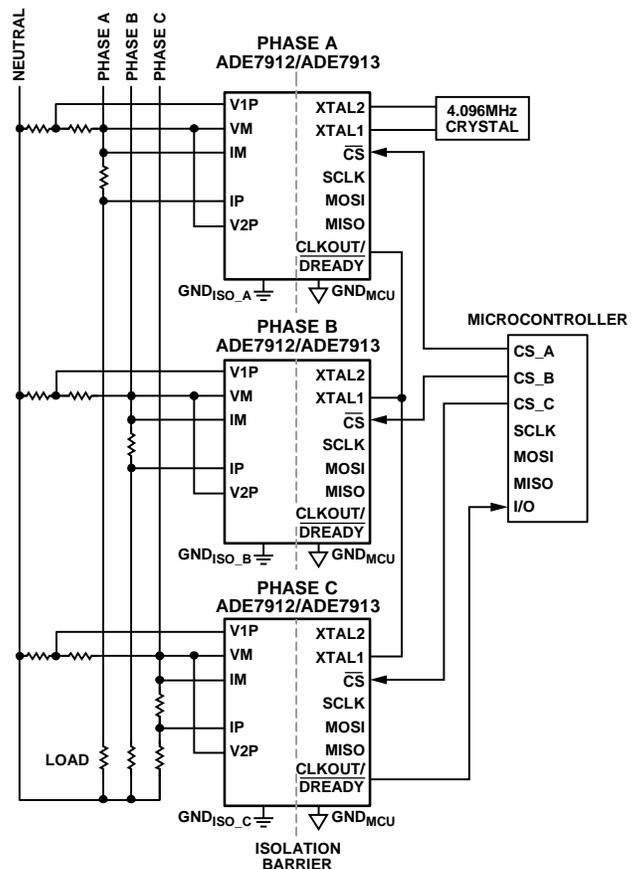 NEUTRAL
PHASE A
PHASE B
PHASE C
PHASE A
ADE7912/ADE7913
V1P
VM
IM
IP
V2P
XTAL2
XTAL1
CS
SCLK
MOSI
MISO
CLKOUT/
DREADY
4.096MHz
CRYSTAL
GNDISO_A
GNDMCU
PHASE B
ADE7912/ADE7913
V1P
VM
IM
IP
V2P
XTAL2
XTAL1
CS
SCLK
MOSI
MISO
CLKOUT/
DREADY
GNDISO_B
GNDMCU
MICROCONTROLLER
CS_A
CS_B
CS_C
SCLK
MOSI
MISO
I/O
PHASE C
ADE7912/ADE7913
V1P
VM
IM
IP
V2P
XTAL2
XTAL1
CS
SCLK
MOSI
MISO
CLKOUT/
DREADY
LOAD
GNDISO_C
GNDMCU
ISOLATION
BARRIER